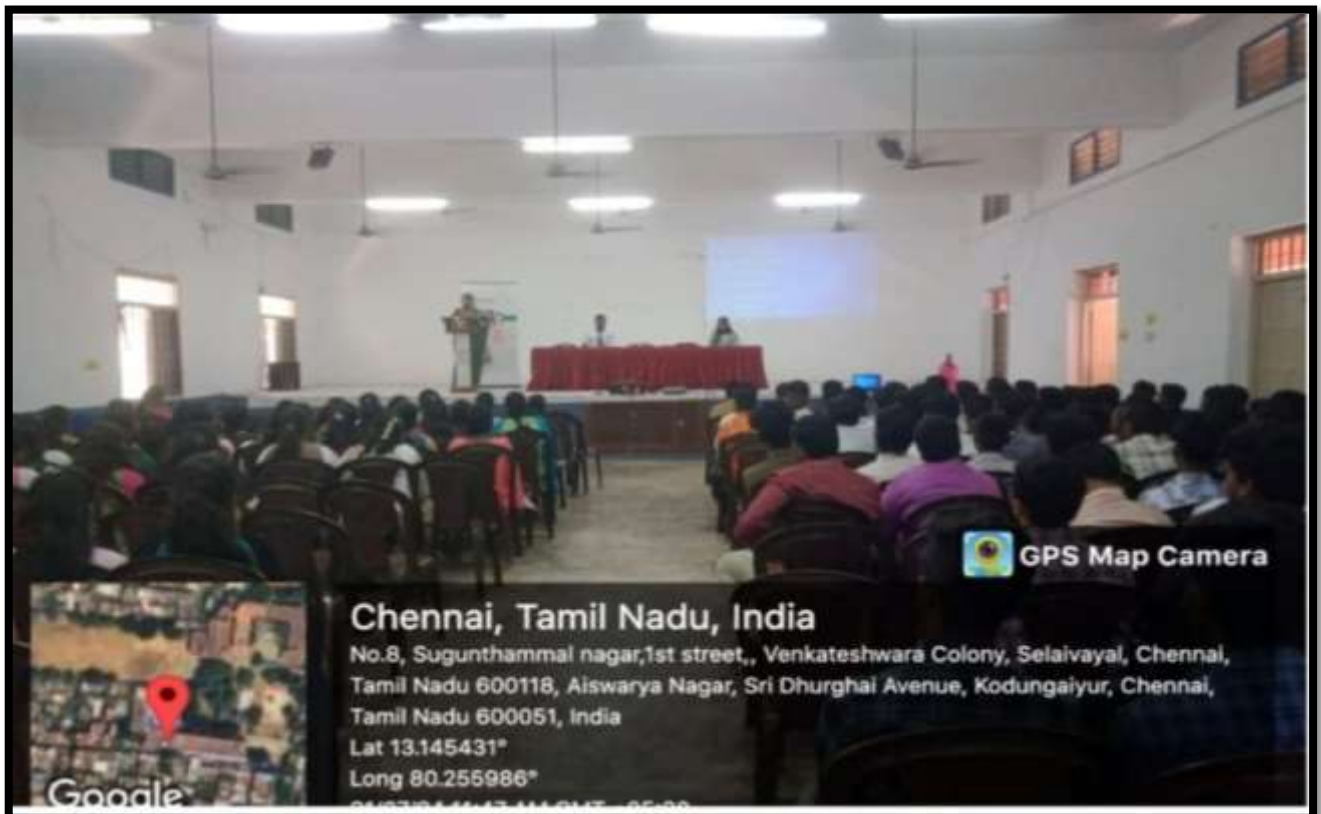 GPS Map Camera
Chennai, Tamil Nadu, India
No.8, Sugunthammal nagar,1st street,, Venkateshwara Colony, Selaivayal, Chennai,
Tamil Nadu 600118, Aiswarya Nagar, Sri Dhurghai Avenue, Kodungaiyur, Chennai,
Tamil Nadu 600051, India
Lat 13.145431°
Long 80.255986°
Google